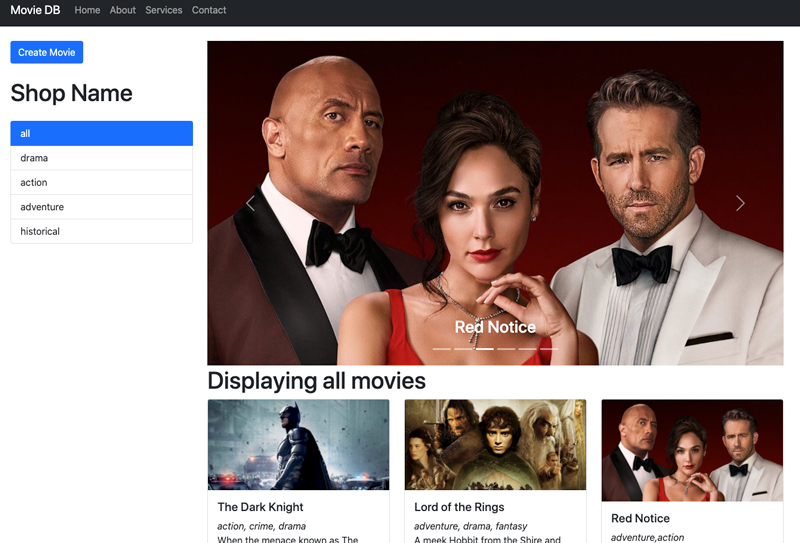 Movie DB Home About Services Contact
Create Movie
Shop Name
all
drama
action
adventure
historical
Red Notice
Displaying all movies
The Dark Knight
action, crime, drama
When the menace known as The
Lord of the Rings
adventure, drama, fantasy
A meek Hobbit from the Shire and
Red Notice
adventure,action